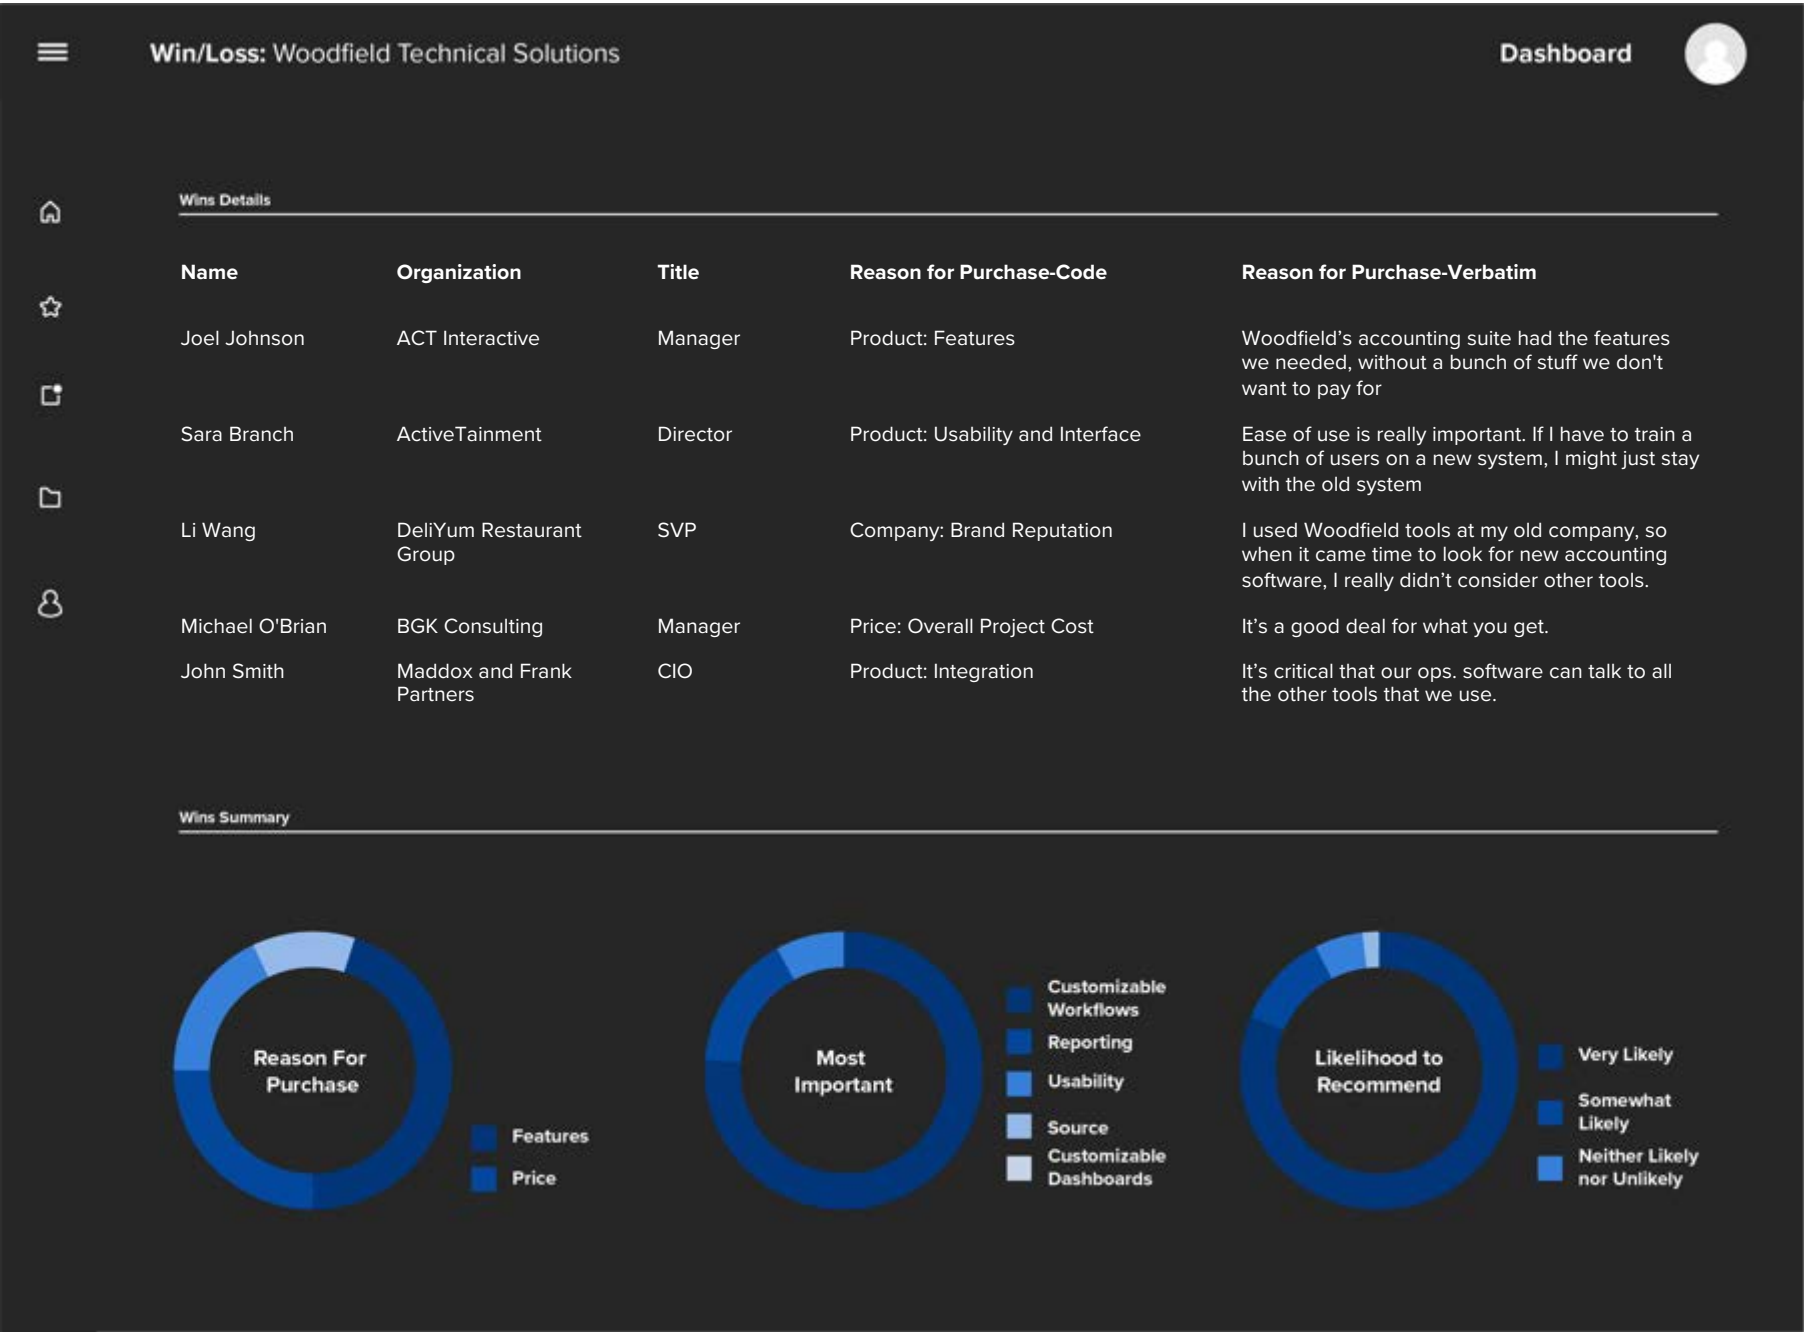 Win/Loss: Woodfield Technical Solutions
Dashboard
Wins Details
Name Organization Title Reason for Purchase-Code Reason for Purchase-Verbatim
Joel Johnson ACT Interactive Manager Product: Features Woodfield’s accounting suite had the features
we needed, without a bunch of stuff we don't
want to pay for
Sara Branch ActiveTainment Director Product: Usability and Interface Ease of use is really important. If I have to train a
bunch of users on a new system, I might just stay
with the old system
Li Wang DeliYum Restaurant SVP Company: Brand Reputation I used Woodfield tools at my old company, so
Group when it came time to look for new accounting
software, I really didn’t consider other tools.
Michael O'Brian BGK Consulting Manager Price: Overall Project Cost It’s a good deal for what you get.
John Smith Maddox and Frank CIO Product: Integration It’s critical that our ops. software can talk to all
Partners the other tools that we use.
Wins Summary
Reason For
Purchase
Features
Price
Most
Important
Customizable
Workflows
Reporting
Usability
Source
Customizable
Dashboards
Likelihood to
Recommend
Very Likely
Somewhat
Likely
Neither Likely
nor Unlikely